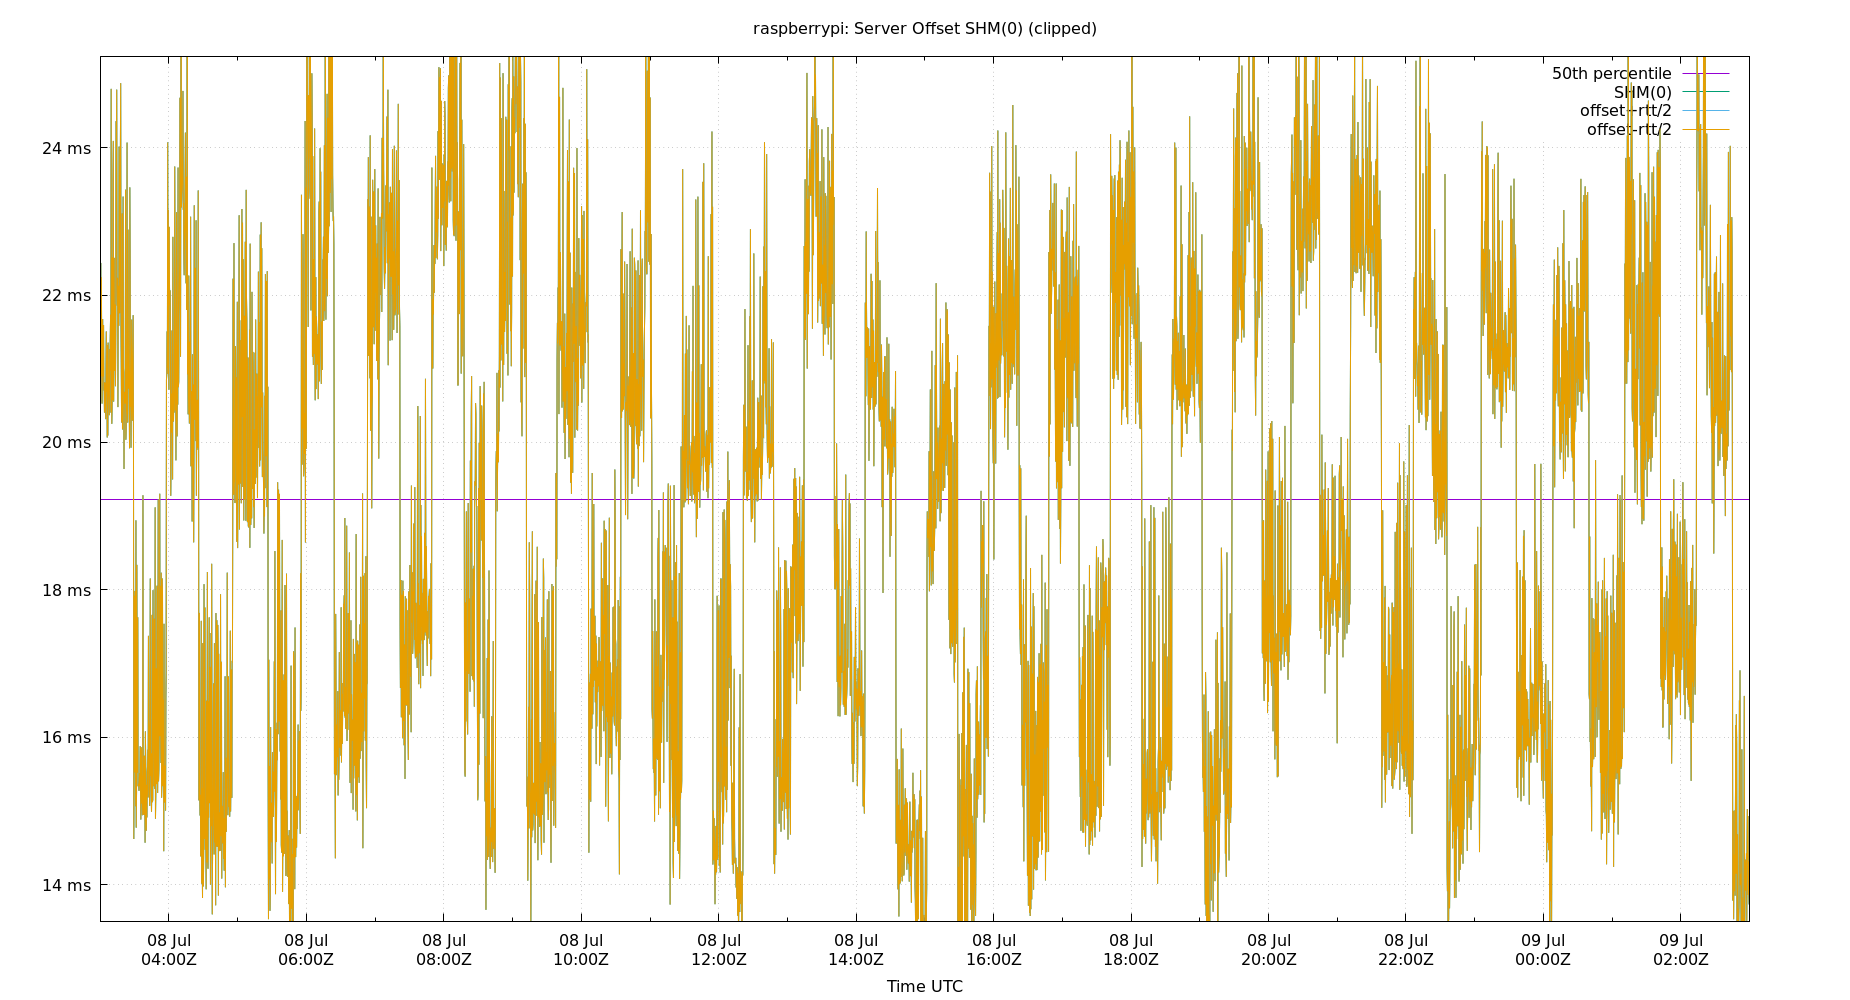 raspberrypi: Server Offset SHM(0) (clipped)
50th percentile
SHM(0)
offset+rtt/2
offset-rtt/2
24 ms
22 ms
20 ms
18 ms
16 ms
14 ms
08 Jul 08 Jul 08 Jul 08 Jul 08 Jul 08 Jul 08 Jul 08 Jul 08 Jul 08 Jul 09 Jul 09 Jul
04:00Z 06:00Z 08:00Z 10:00Z 12:00Z 14:00Z 16:00Z 18:00Z 20:00Z 22:00Z 00:00Z 02:00Z
Time UTC